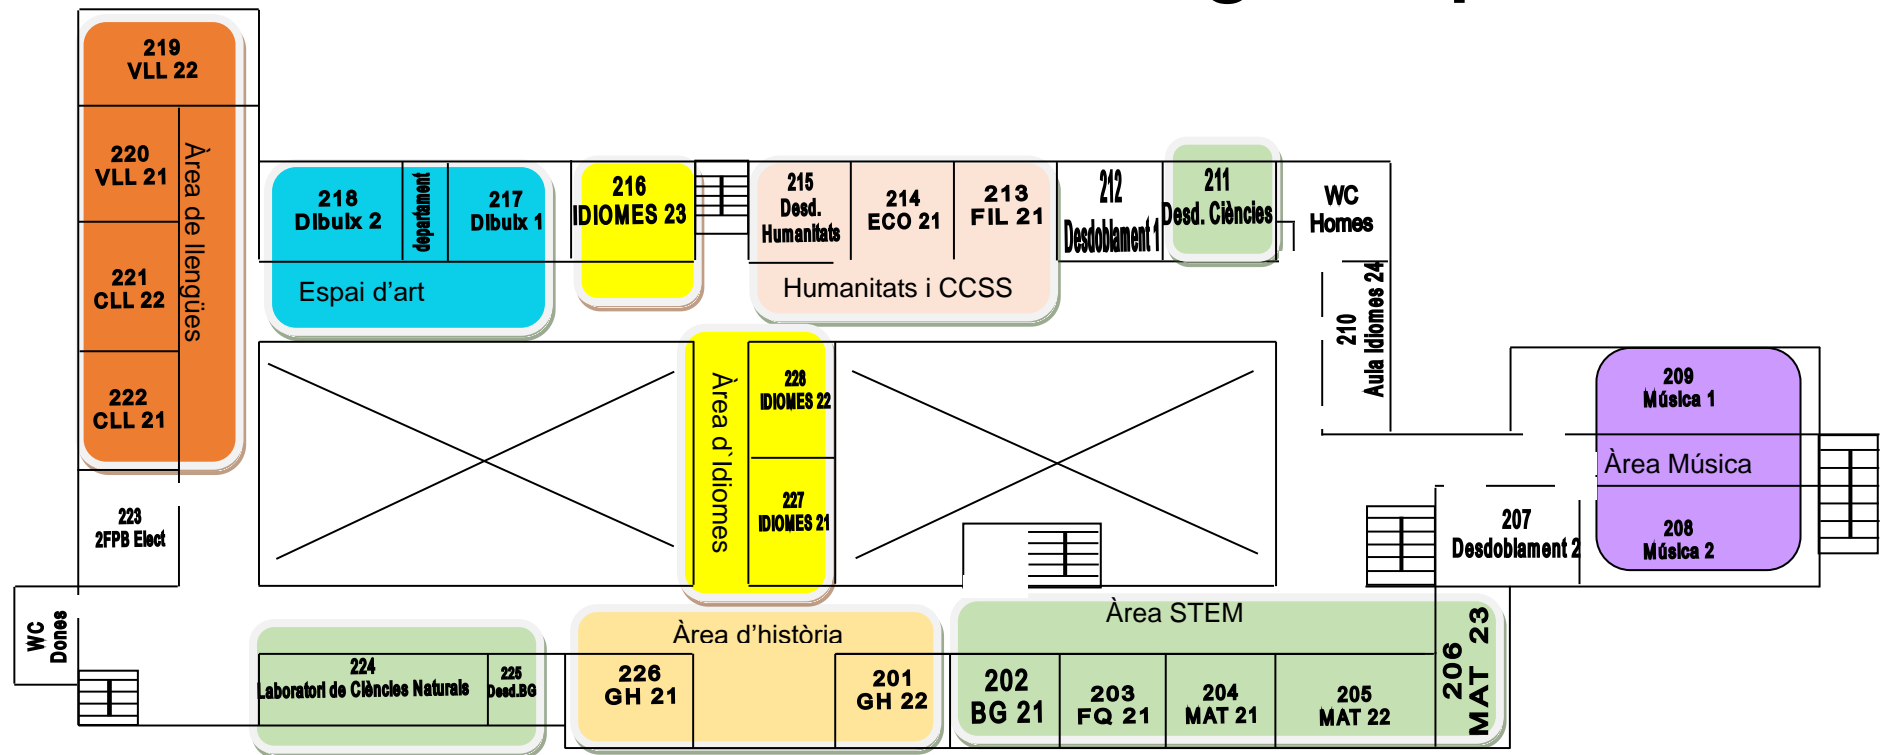 219
VLL 22
220
VLL 21
Àrea de llengües
221
CLL 22
222
CLL 21
223
2FPB Elect
WC
Dones
218
Dibuix 2
departament
217
Dibuix 1
Espai d’art
216
IDIOMES 23
215
Desd.
Humanitats
214
ECO 21
213
FIL 21
Humanitats i CCSS
212
Desdoblament 1
211
Desd. Ciències
WC
Homes
210
Aula Idiomes 24
Àrea d`Idiomes
228
IDIOMES 22
227
IDIOMES 21
209
Música 1
Àrea Música
208
Música 2
207
Desdoblament 2
224
Laboratori de Ciències Naturals
225
Desd.BG
Àrea d’història
226
GH 21
201
GH 22
Àrea STEM
202
BG 21
203
FQ 21
204
MAT 21
205
MAT 22
206
MAT 23